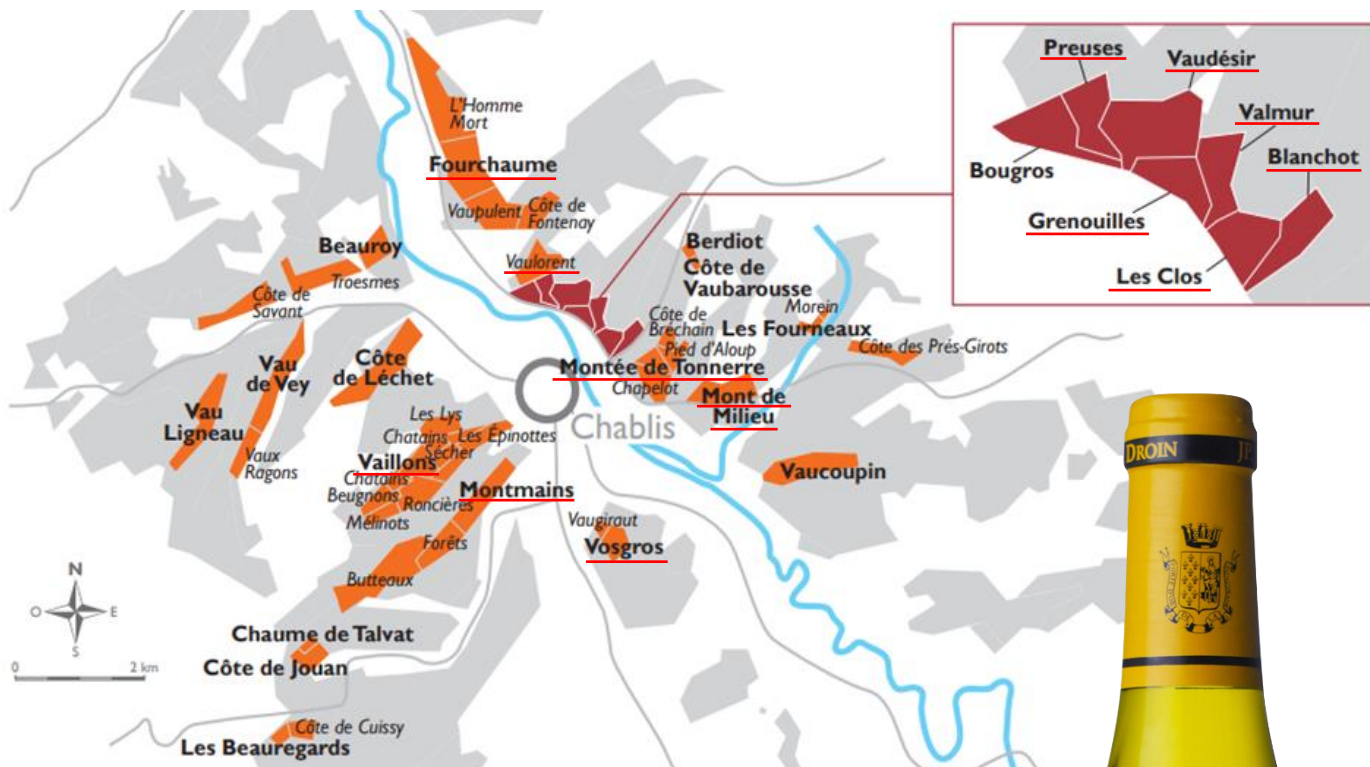 Preuses
Vaudésir
Valmur
Blanchot
Bougros
Grenouilles
Les Clos
L'Homme
Mort
Fourchaume
Vaupulent
Côte de
Fontenay
Beauroy
Troesmes
Côte de
Savant
Vaulorent
Berdiot
Côte de
Vaubarousse
Morein
Côte de
Bréchain
Les Fourneaux
Pied d'Aloup
Côte des Prés-Girots
Montée de Tonnerre
Chapelot
Mont de
Milieu
Vau
de Vey
Côte
de Léchet
Vau
Ligneau
Vaux
Ragons
Les Lys
Chatains
Les Épinottes
Sécher
Chablis
Vaillons
Chatains
Beugnons
Roncières
Mélinots
Montmains
Forêts
Butteaux
Vaucoupin
Vaugiraut
Vosgros
Chaume de Talvat
Côte de Jouan
Côte de Cuissy
Les Beauregards
N
O
E
S
0
2 km
DROIN